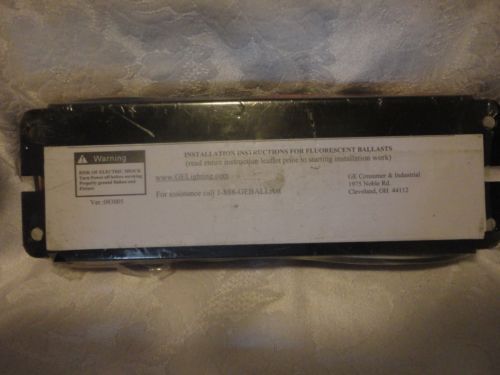 INSTALLATION INSTRUCTIONS FOR FLUORESCENT BALLASTS
(read entire instruction leaflet prior to starting installation work)
Warning
RISK OF ELECTRIC SHOCK
Turn Power off before servicing
Properly ground Ballast and
Fixture
Ver :083005
www.GELighting.com
For assistance call 1-888-GEBALLAST
GE Consumer & Industrial
1975 Noble Rd.
Cleveland, OH. 44112